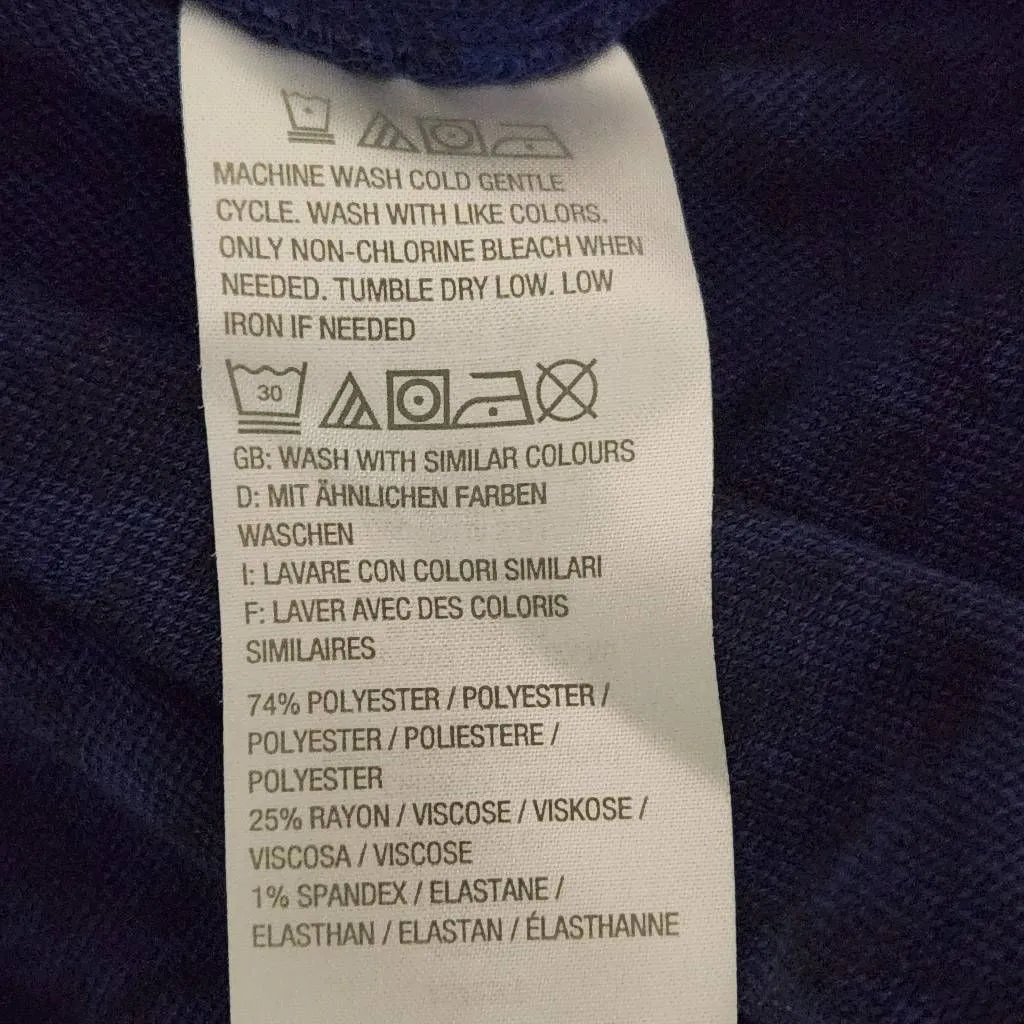 MACHINE WASH COLD GENTLE
CYCLE. WASH WITH LIKE COLORS.
ONLY NON-CHLORINE BLEACH WHEN
NEEDED. TUMBLE DRY LOW. LOW
IRON IF NEEDED
30
GB: WASH WITH SIMILAR COLOURS
D: MIT ÄHNLICHEN FARBEN
WASCHEN
I: LAVARE CON COLORI SIMILARI
F: LAVER AVEC DES COLORIS
SIMILAIRES
74% POLYESTER / POLYESTER /
POLYESTER / POLIESTERE /
POLYESTER
25% RAYON / VISCOSE / VISKOSE /
VISCOSA / VISCOSE
1% SPANDEX / ELASTANE /
ELASTHAN / ELASTAN / ÉLASTHANNE